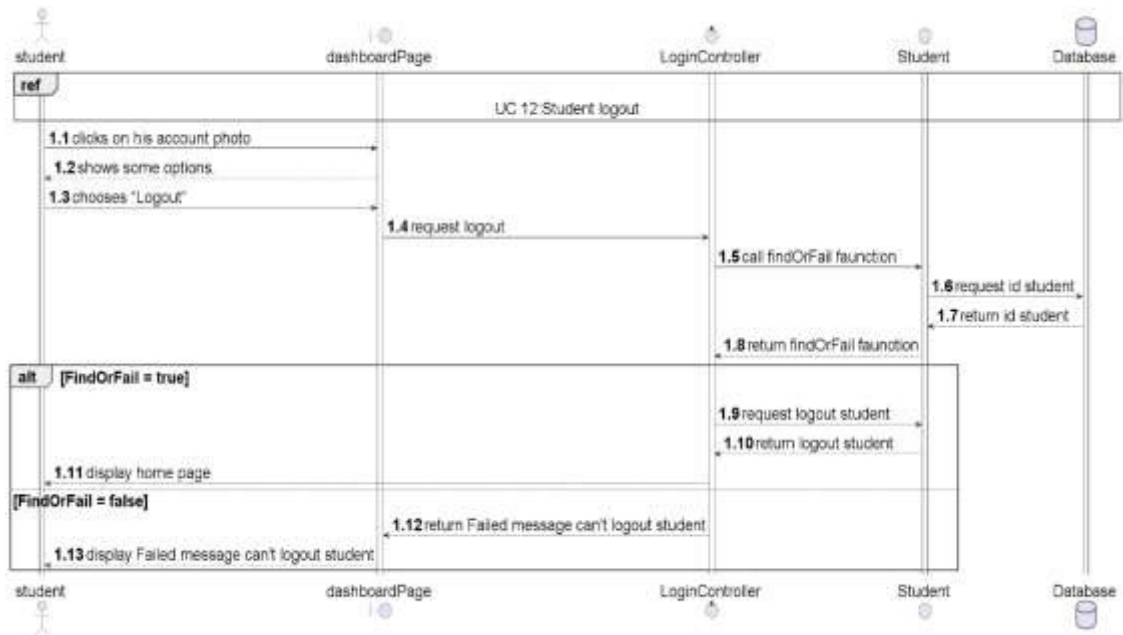 student dashboardPage LoginController Student Database
ref
UC 12 Student logout
1.1 clicks on his account photo
1.2 shows some options
1.3 chooses "Logout"
1.4 request logout
1.5 call findOrFail faunction
1.6 request id student
1.7 return id student
1.8 return findOrFail faunction
alt [FindOrFail = true]
1.9 request logout student
1.10 return logout student
1.11 display home page
[FindOrFail = false]
1.12 return Failed message can't logout student
1.13 display Failed message can't logout student
student dashboardPage LoginController Student Database